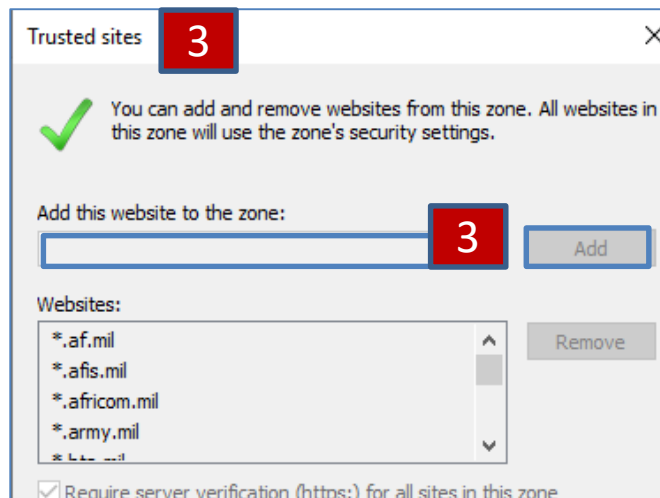 Trusted sites
3
You can add and remove websites from this zone. All websites in
this zone will use the zone's security settings.
Add this website to the zone:
3
Add
Websites:
*.af.mil
*.afis.mil
Remove
*.africom.mil
*.army.mil
Require server verification (https:) for all sites in this zone